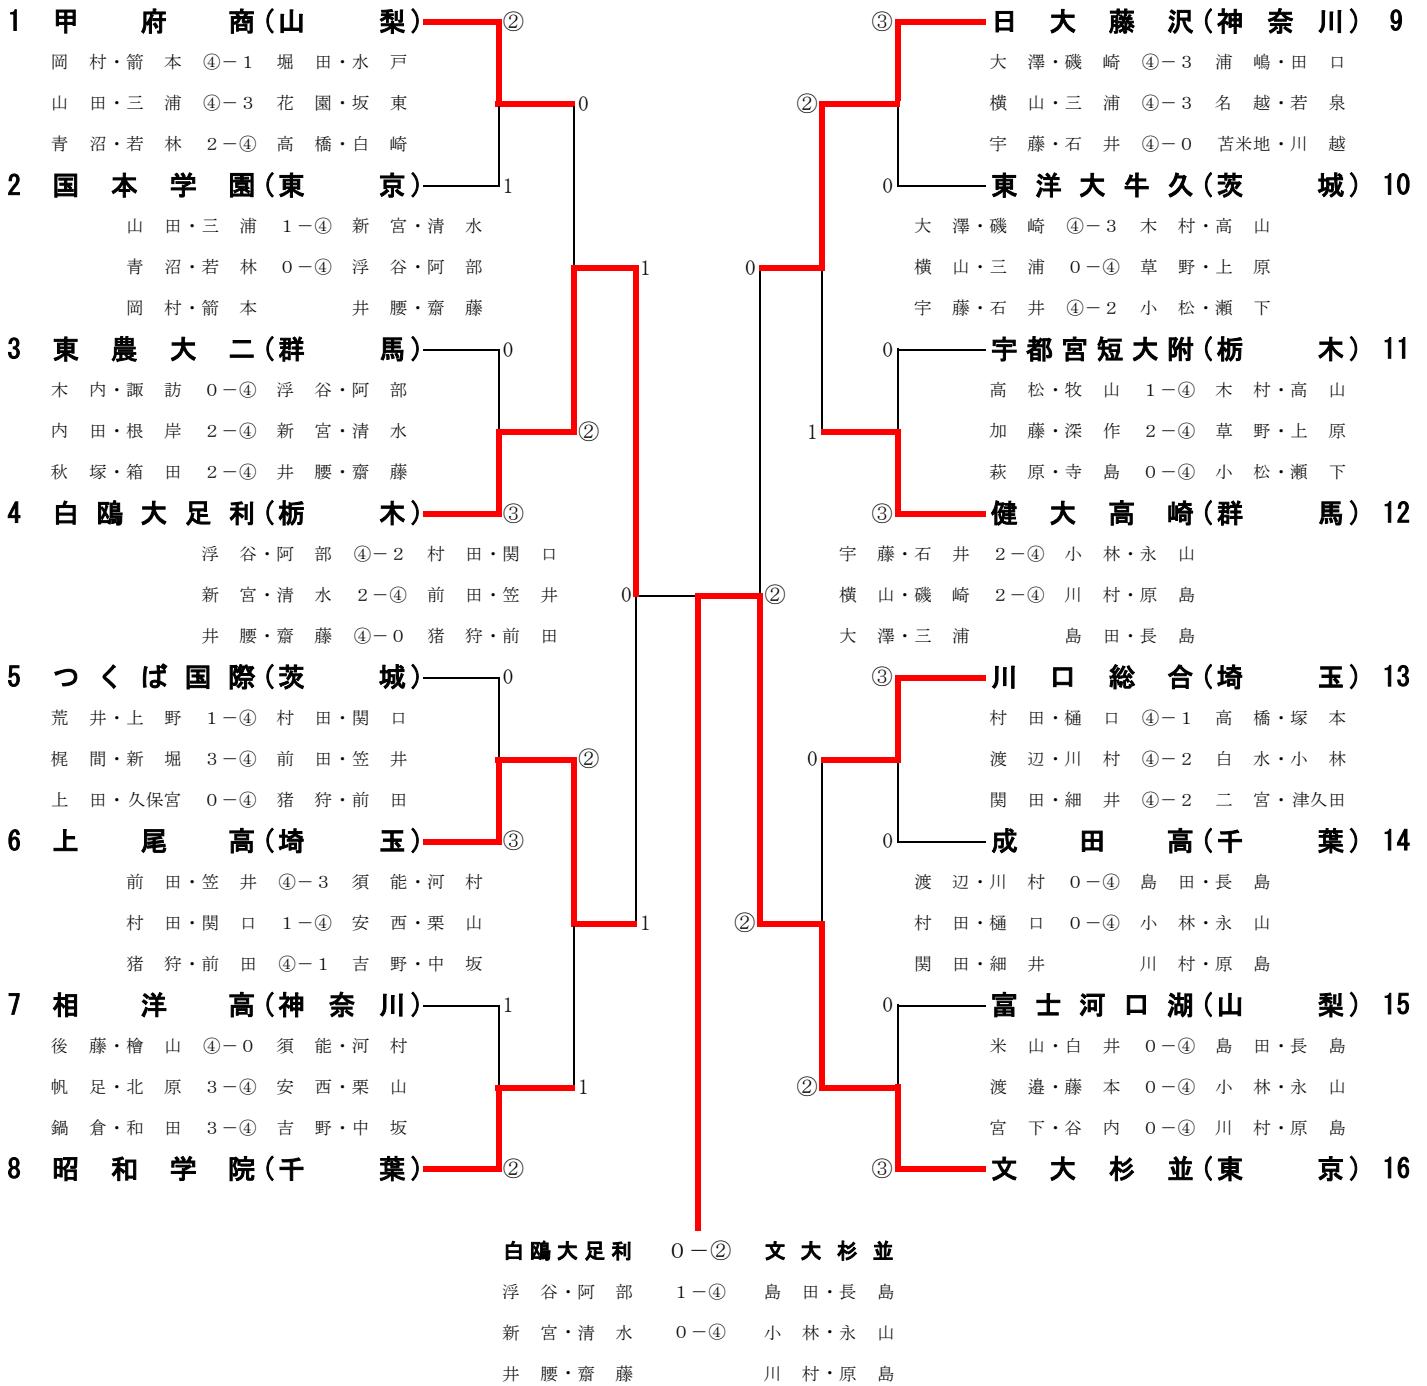 1 甲府商(山梨) ②
岡村・箭本 ④－1 堀田・水戸
山田・三浦 ④－3 花園・坂東 0
青沼・若林 2－④ 高橋・白崎
2 国本学園(東京) 1
山田・三浦 1－④ 新宮・清水
青沼・若林 0－④ 浮谷・阿部 1
岡村・箭本 井腰・齋藤
3 東農大二(群馬) 0
木内・諏訪 0－④ 浮谷・阿部
内田・根岸 2－④ 新宮・清水 ②
秋塚・箱田 2－④ 井腰・齋藤
4 白鴎大足利(栃木) ③
浮谷・阿部 ④－2 村田・関口
新宮・清水 2－④ 前田・笠井 0
井腰・齋藤 ④－0 猪狩・前田
5 つくば国際(茨城) 0
荒井・上野 1－④ 村田・関口
梶間・新堀 3－④ 前田・笠井 ②
上田・久保宮 0－④ 猪狩・前田
6 上尾高(埼玉) ③
前田・笠井 ④－3 須能・河村
村田・関口 1－④ 安西・栗山 1
猪狩・前田 ④－1 吉野・中坂
7 相洋高(神奈川) 1
後藤・檜山 ④－0 須能・河村
帆足・北原 3－④ 安西・栗山 1
鍋倉・和田 3－④ 吉野・中坂
8 昭和学院(千葉) ②
③ 日大藤沢(神奈川) 9
大澤・磯崎 ④－3 浦嶋・田口
② 横山・三浦 ④－3 名越・若泉
宇藤・石井 ④－0 苫米地・川越
0 東洋大牛久(茨城) 10
大澤・磯崎 ④－3 木村・高山
0 横山・三浦 0－④ 草野・上原
宇藤・石井 ④－2 小松・瀬下
0 宇都宮短大附(栃木) 11
高松・牧山 1－④ 木村・高山
1 加藤・深作 2－④ 草野・上原
萩原・寺島 0－④ 小松・瀬下
③ 健大高崎(群馬) 12
宇藤・石井 2－④ 小林・永山
② 横山・磯崎 2－④ 川村・原島
大澤・三浦 島田・長島
③ 川口総合(埼玉) 13
村田・樋口 ④－1 高橋・塚本
0 渡辺・川村 ④－2 白水・小林
関田・細井 ④－2 二宮・津久田
0 成田高(千葉) 14
渡辺・川村 0－④ 島田・長島
② 村田・樋口 0－④ 小林・永山
関田・細井 川村・原島
0 富士河口湖(山梨) 15
米山・白井 0－④ 島田・長島
② 渡邉・藤本 0－④ 小林・永山
宮下・谷内 0－④ 川村・原島
③ 文大杉並(東京) 16
白鴎大足利 0－② 文大杉並
浮谷・阿部 1－④ 島田・長島
新宮・清水 0－④ 小林・永山
井腰・齋藤 川村・原島